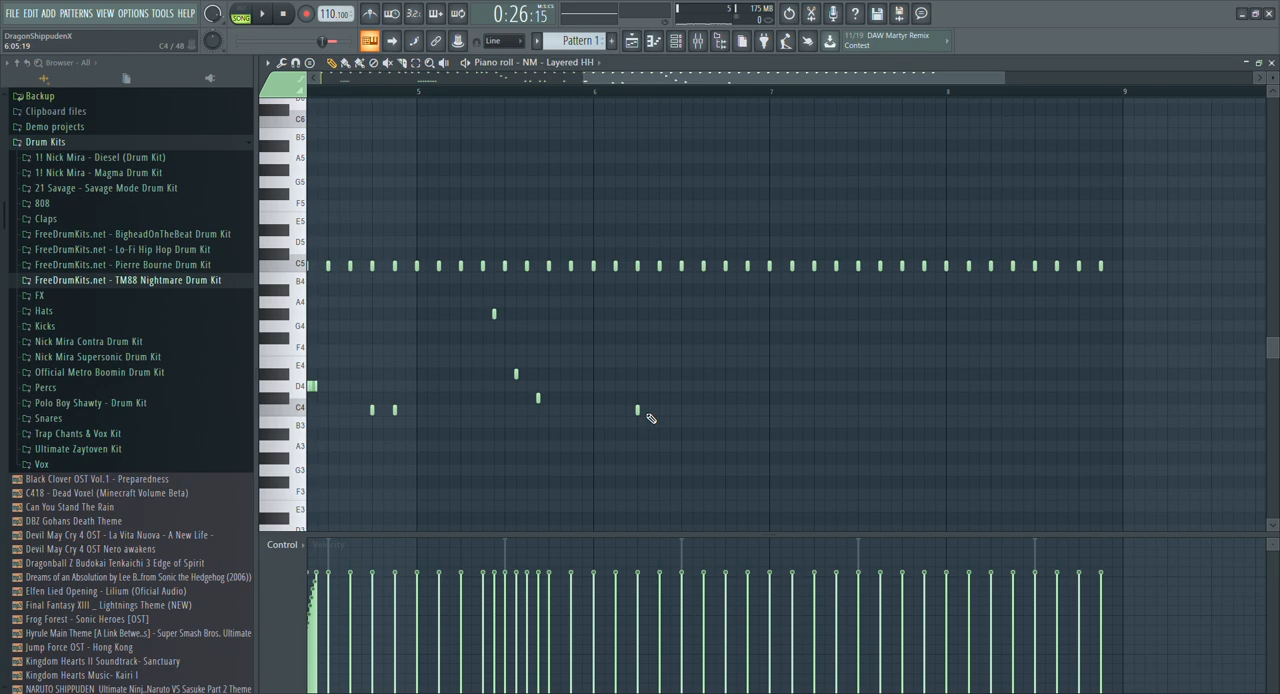 FILE EDIT ADD PATTERNS VIEW OPTIONS TOOLS HELP
SONG
110.100
3.2
0:26:15
M:S:CS
5
175 MB
0
DragonShippudenX
6:05:19
C4 / 48
Line
Pattern 1
11/19 DAW Martyr Remix
Contest
Browser - All
Piano roll - NM - Layered HH
Backup
Clipboard files
Demo projects
Drum Kits
1! Nick Mira - Diesel (Drum Kit)
1! Nick Mira - Magma Drum Kit
21 Savage - Savage Mode Drum Kit
808
Claps
FreeDrumKits.net - BigheadOnTheBeat Drum Kit
FreeDrumKits.net - Lo-Fi Hip Hop Drum Kit
FreeDrumKits.net - Pierre Bourne Drum Kit
FreeDrumKits.net - TM88 Nightmare Drum Kit
FX
Hats
Kicks
Nick Mira Contra Drum Kit
Nick Mira Supersonic Drum Kit
Official Metro Boomin Drum Kit
Percs
Polo Boy Shawty - Drum Kit
Snares
Trap Chants & Vox Kit
Ultimate Zaytoven Kit
Vox
Black Clover OST Vol.1 - Preparedness
C418 - Dead Voxel (Minecraft Volume Beta)
Can You Stand The Rain
DBZ Gohans Death Theme
Devil May Cry 4 OST - La Vita Nuova - A New Life -
Devil May Cry 4 OST Nero awakens
Dragonball Z Budokai Tenkaichi 3 Edge of Spirit
Dreams of an Absolution by Lee B..from Sonic the Hedgehog (2006))
Elfen Lied Opening - Lilium (Oficial Audio)
Final Fantasy XIII _ Lightnings Theme (NEW)
Frog Forest - Sonic Heroes [OST]
Hyrule Main Theme [A Link Betwe..s] - Super Smash Bros. Ultimate
Jump Force OST - Hong Kong
Kingdom Hearts II Soundtrack- Sanctuary
Kingdom Hearts Music- Kairi I
NARUTO SHIPPUDEN Ultimate Ninj..Naruto VS Sasuke Part 2 Theme
5 6 7 8 9
C6
B5
A5
G5
F5
E5
D5
C5
B4
A4
G4
F4
E4
D4
C4
B3
A3
G3
F3
E3
D3
Control
Velocity